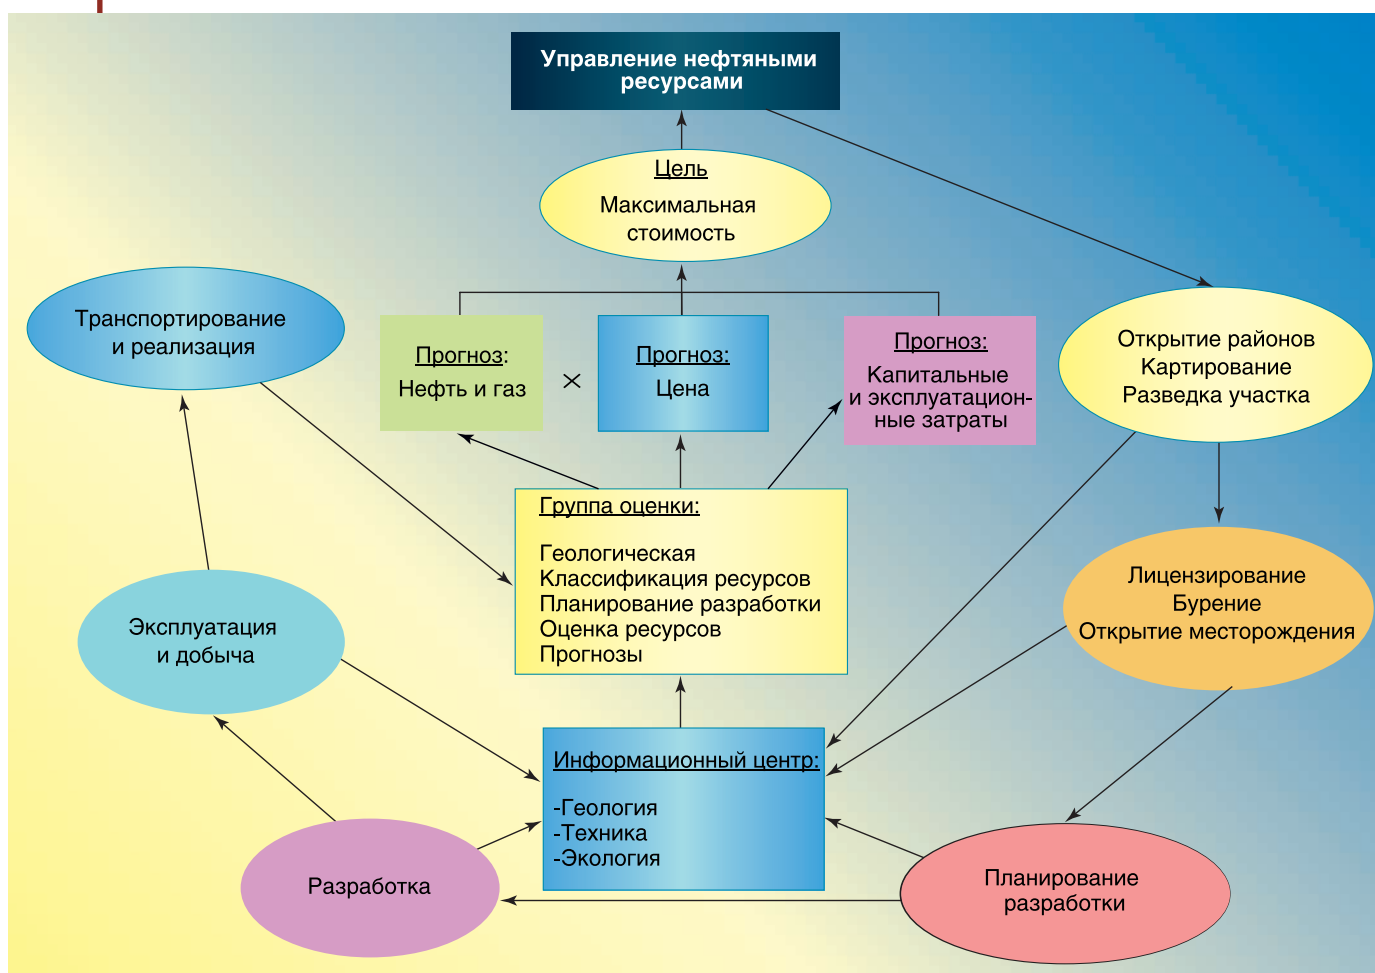 Управление нефтяными
ресурсами
Цель
Максимальная
стоимость
Транспортирование
и реализация
Прогноз:
Нефть и газ
×
Прогноз:
Цена
Прогноз:
Капитальные
и эксплуатацион-
ные затраты
Открытие районов
Картирование
Разведка участка
Группа оценки:
Геологическая
Классификация ресурсов
Планирование разработки
Оценка ресурсов
Прогнозы
Лицензирование
Бурение
Открытие месторождения
Эксплуатация
и добыча
Информационный центр:
-Геология
-Техника
-Экология
Разработка
Планирование
разработки